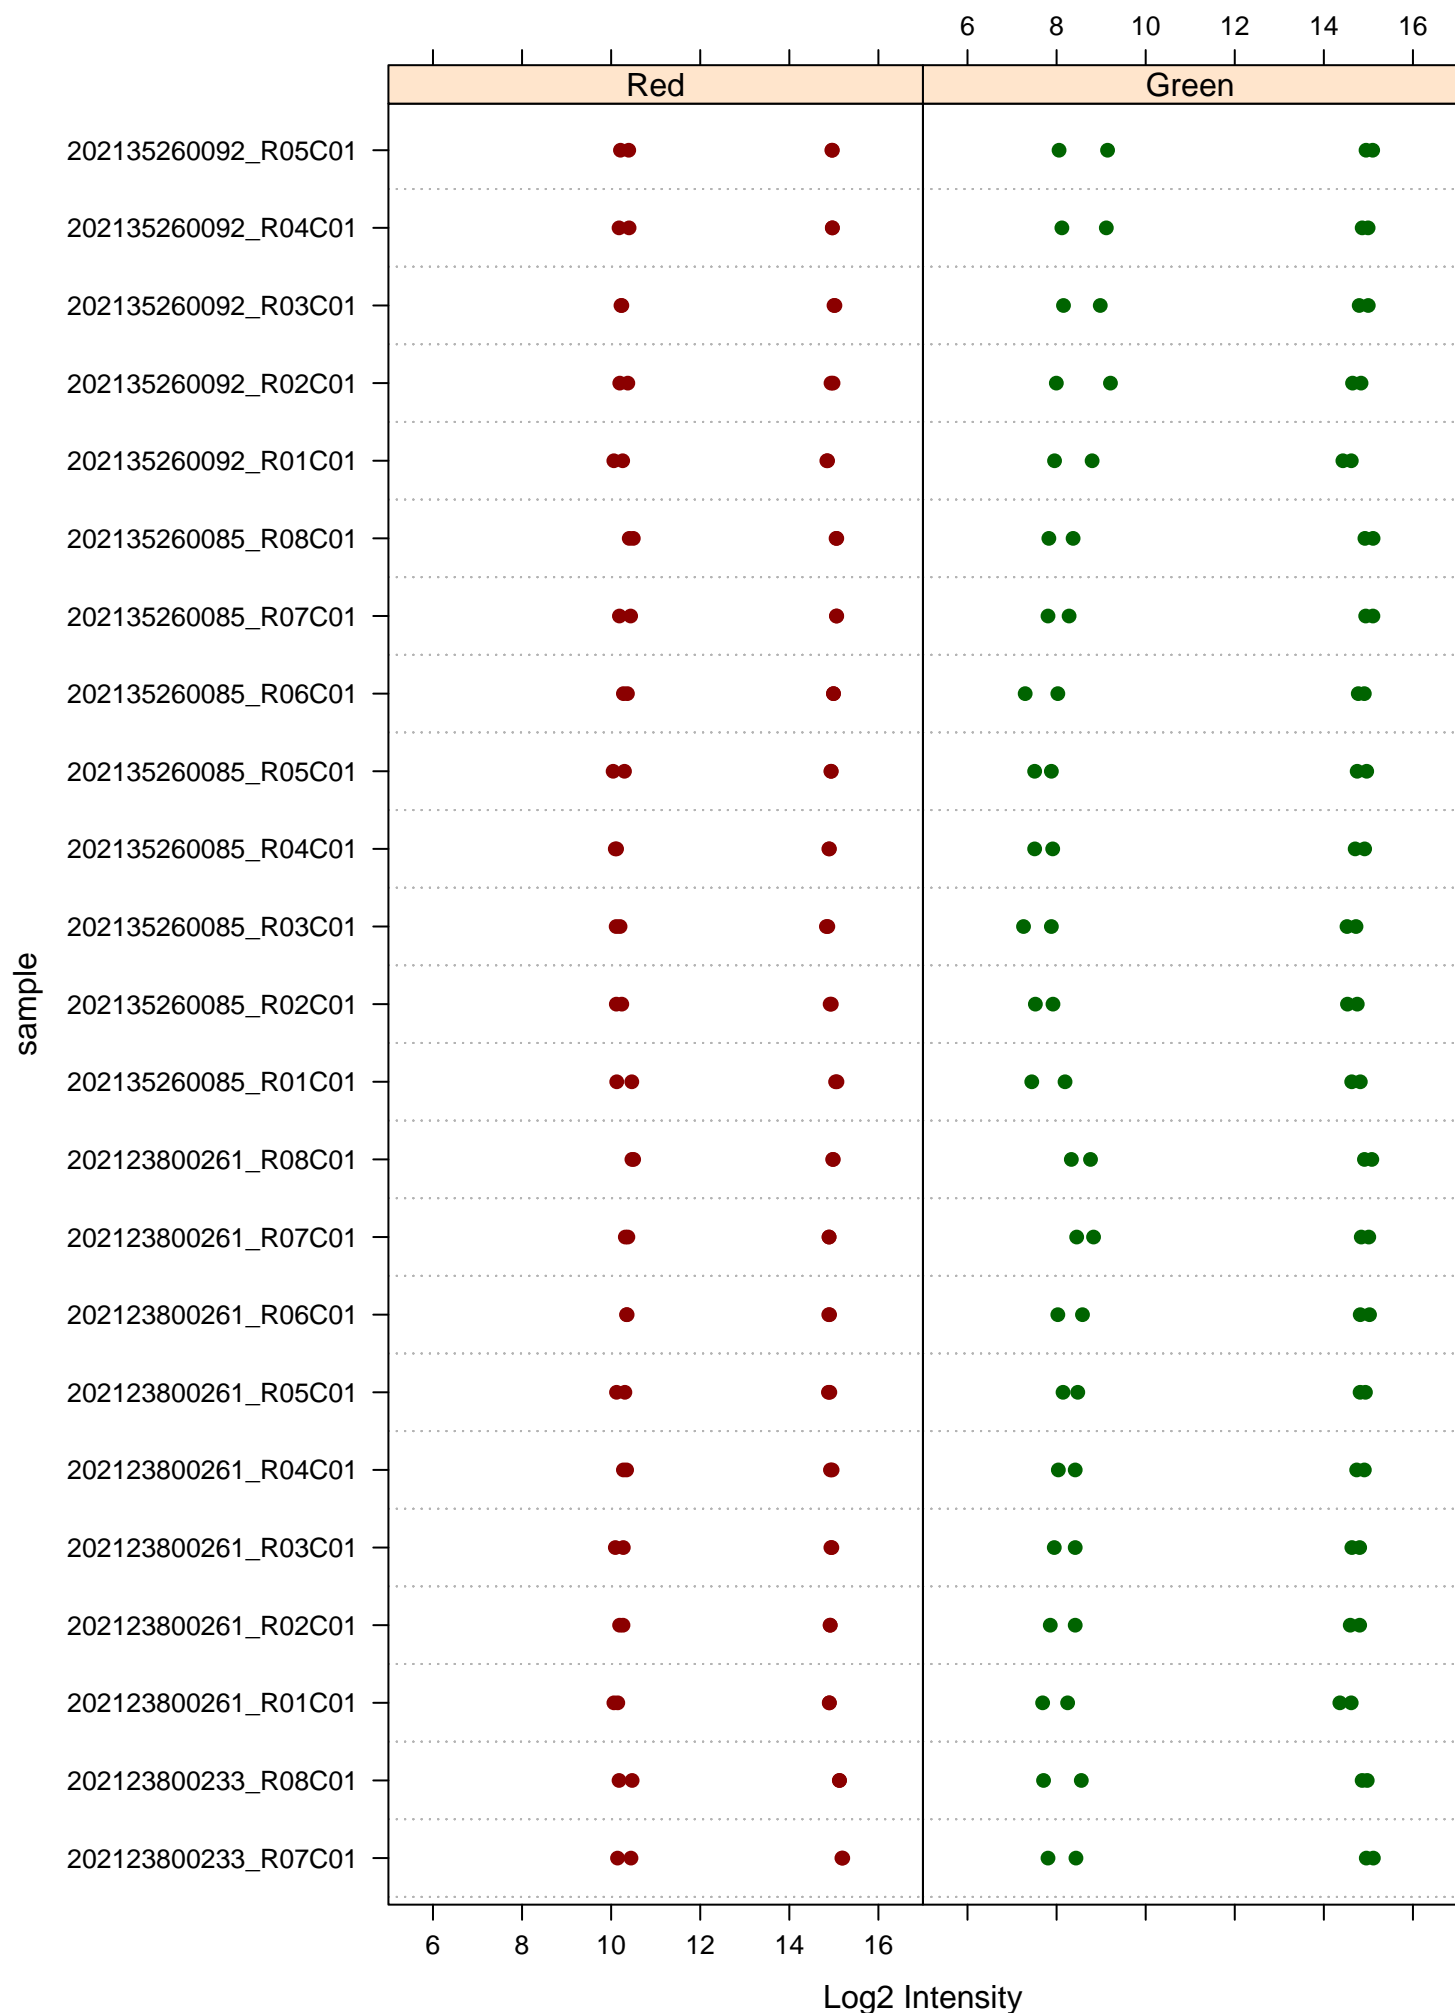 6 8 10 12 14 16
Red Green
202135260092_R05C01
202135260092_R04C01
202135260092_R03C01
202135260092_R02C01
202135260092_R01C01
202135260085_R08C01
202135260085_R07C01
202135260085_R06C01
202135260085_R05C01
202135260085_R04C01
202135260085_R03C01
202135260085_R02C01
202135260085_R01C01
202123800261_R08C01
202123800261_R07C01
202123800261_R06C01
202123800261_R05C01
202123800261_R04C01
202123800261_R03C01
202123800261_R02C01
202123800261_R01C01
202123800233_R08C01
202123800233_R07C01
sample
6 8 10 12 14 16
Log2 Intensity